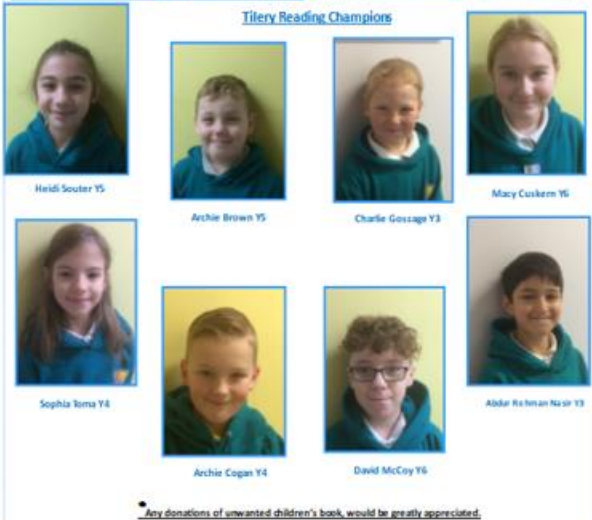 Tilery Reading Champions
Heidi Souter Y5
Archie Brown Y5
Charlie Gossage Y3
Macy Cuskern Y6
Sophia Toma Y4
Archie Cogan Y4
David McCoy Y6
Abdur Rehman Nasir Y3
Any donations of unwanted children's book, would be greatly appreciated.